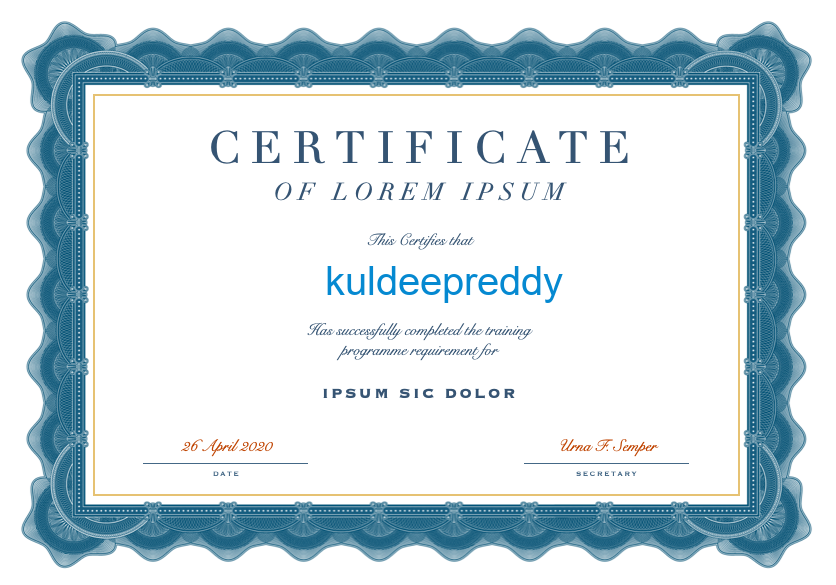 CERTIFICATE
OF LOREM IPSUM
This Certifies that
kuldeepreddy
Has successfully completed the training
programme requirement for
IPSUM SIC DOLOR
26 April 2020
Urna F. Semper
DATE
SECRETARY